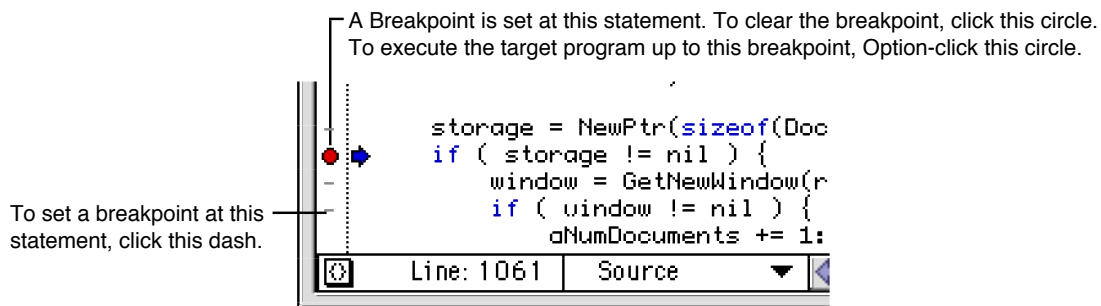 A Breakpoint is set at this statement. To clear the breakpoint, click this circle.
To execute the target program up to this breakpoint, Option-click this circle.
storage = NewPtr(sizeof(Doc
if ( storage != nil ) {
window = GetNewWindow(r
if ( window != nil ) {
aNumDocuments += 1;
To set a breakpoint at this
statement, click this dash.
Line: 1061 Source